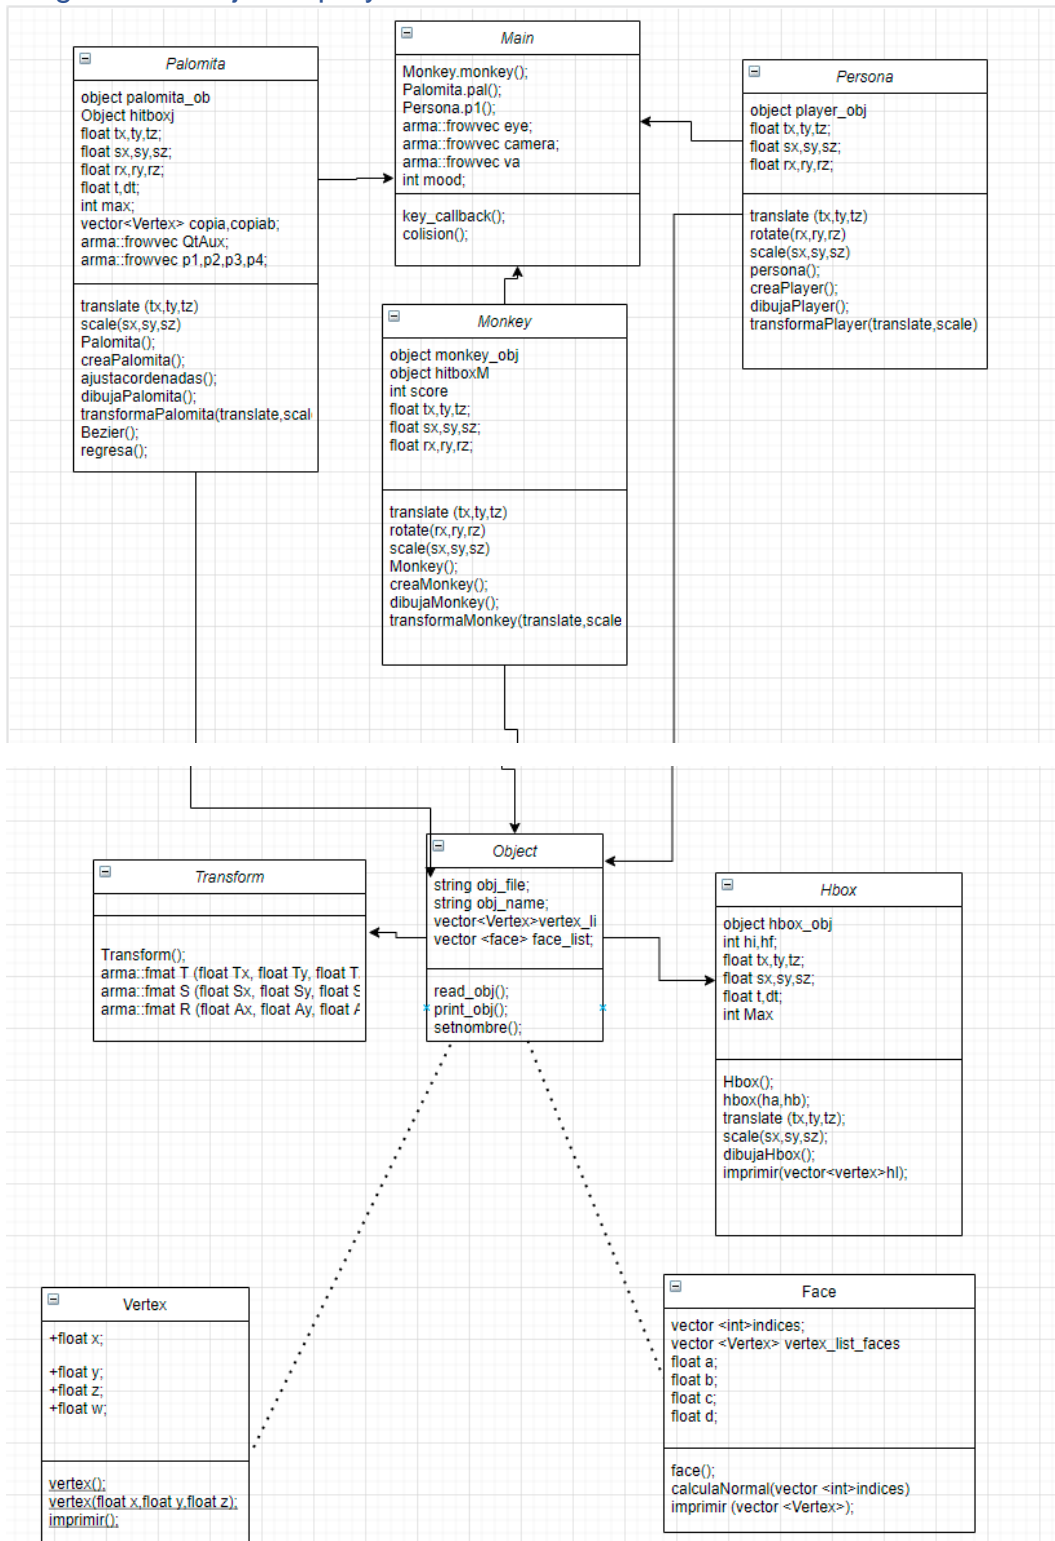 Palomita
object palomita_ob
Object hitboxj
float tx,ty,tz;
float sx,sy,sz;
float rx,ry,rz;
float t,dt;
int max;
vector<Vertex> copia,copiab;
arma::frowvec QtAux;
arma::frowvec p1,p2,p3,p4;
translate (tx,ty,tz)
scale(sx,sy,sz)
Palomita();
creaPalomita();
ajustacordenadas();
dibujaPalomita();
transformaPalomita(translate,scal
Bezier();
regresa();
Main
Monkey.monkey();
Palomita.pal();
Persona.p1();
arma::frowvec eye;
arma::frowvec camera;
arma::frowvec va
int mood;
key_callback();
colision();
Persona
object player_obj
float tx,ty,tz;
float sx,sy,sz;
float rx,ry,rz;
translate (tx,ty,tz)
rotate(rx,ry,rz)
scale(sx,sy,sz)
persona();
creaPlayer();
dibujaPlayer();
transformaPlayer(translate,scale)
Monkey
object monkey_obj
object hitboxM
int score
float tx,ty,tz;
float sx,sy,sz;
float rx,ry,rz;
translate (tx,ty,tz)
rotate(rx,ry,rz)
scale(sx,sy,sz)
Monkey();
creaMonkey();
dibujaMonkey();
transformaMonkey(translate,scale
Transform
Transform();
arma::fmat T (float Tx, float Ty, float T
arma::fmat S (float Sx, float Sy, float S
arma::fmat R (float Ax, float Ay, float A
Object
string obj_file;
string obj_name;
vector<Vertex>vertex_li
vector <face> face_list;
read_obj();
print_obj();
setnombre();
Hbox
object hbox_obj
int hi,hf;
float tx,ty,tz;
float sx,sy,sz;
float t,dt;
int Max
Hbox();
hbox(ha,hb);
translate (tx,ty,tz);
scale(sx,sy,sz);
dibujaHbox();
imprimir(vector<vertex>hl);
Vertex
+float x;
+float y;
+float z;
+float w;
vertex();
vertex(float x,float y,float z);
imprimir();
Face
vector <int>indices;
vector <Vertex> vertex_list_faces
float a;
float b;
float c;
float d;
face();
calculaNormal(vector <int>indices)
imprimir (vector <Vertex>);